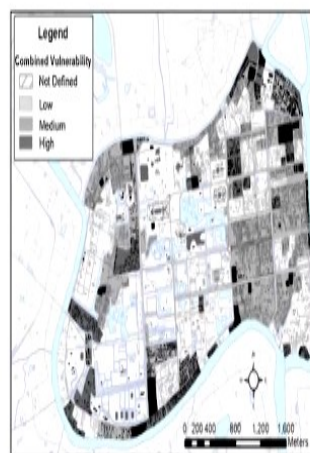 Legend
Combined Vulnerability
Not Defined
Low
Medium
High
N
0 200 400 800 1,200 1,600
Meters